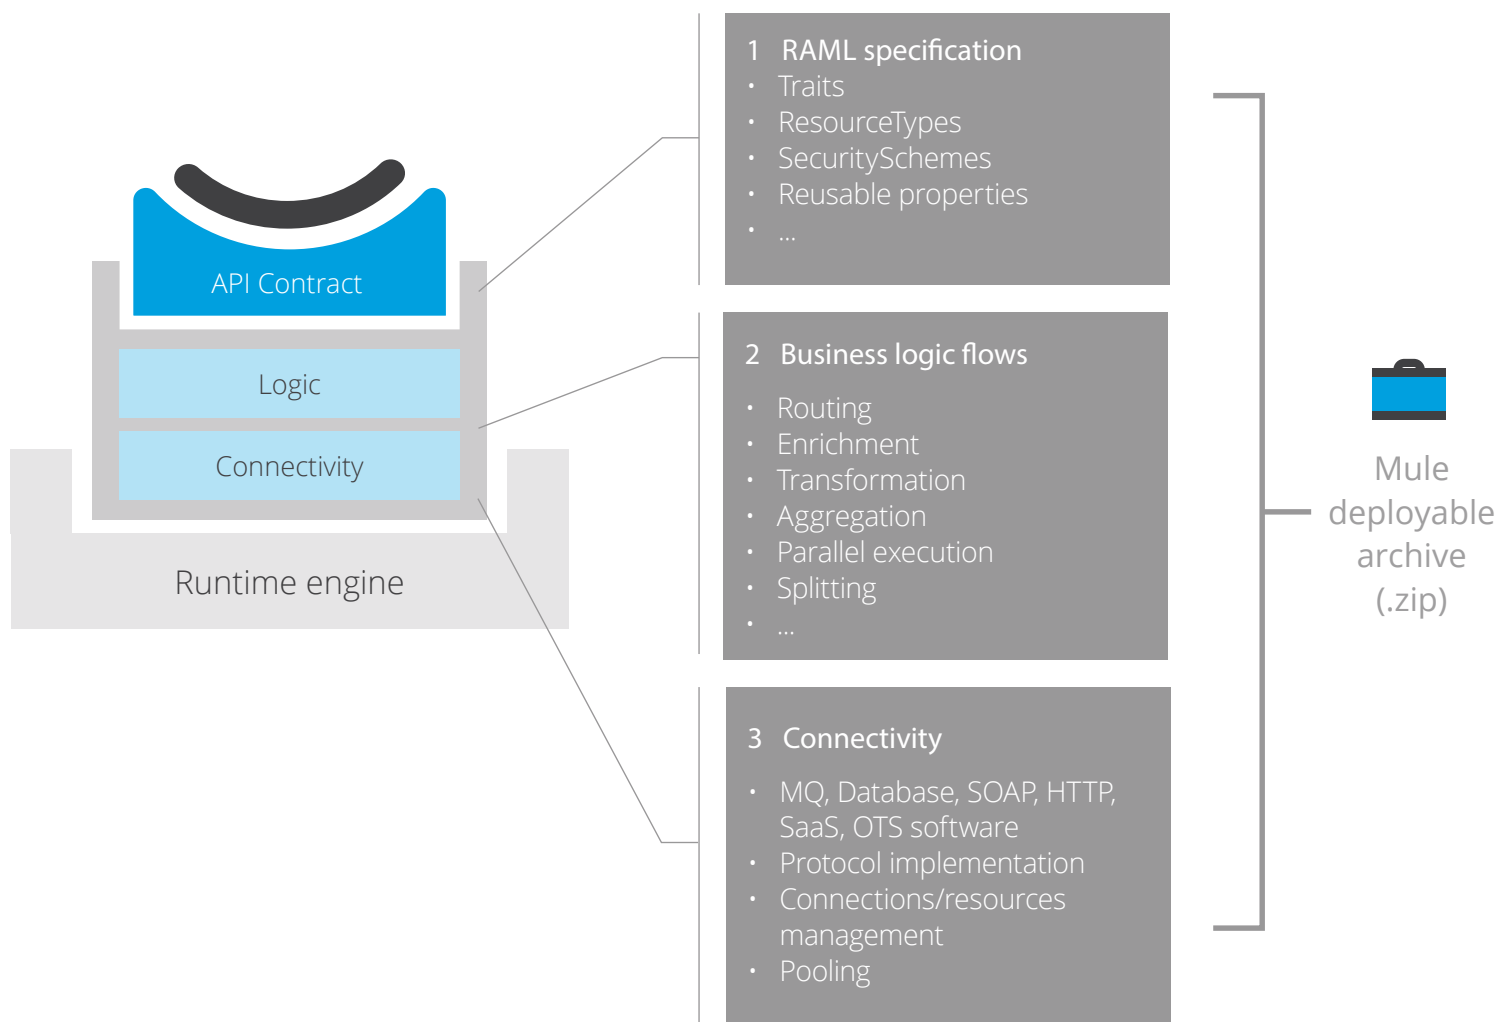 API Contract
Logic
Connectivity
Runtime engine
1 RAML specification
· Traits
· ResourceTypes
· SecuritySchemes
· Reusable properties
· ...
2 Business logic flows
· Routing
· Enrichment
· Transformation
· Aggregation
· Parallel execution
· Splitting
· ...
3 Connectivity
· MQ, Database, SOAP, HTTP,
SaaS, OTS software
· Protocol implementation
· Connections/resources
management
· Pooling
Mule
deployable
archive
(.zip)